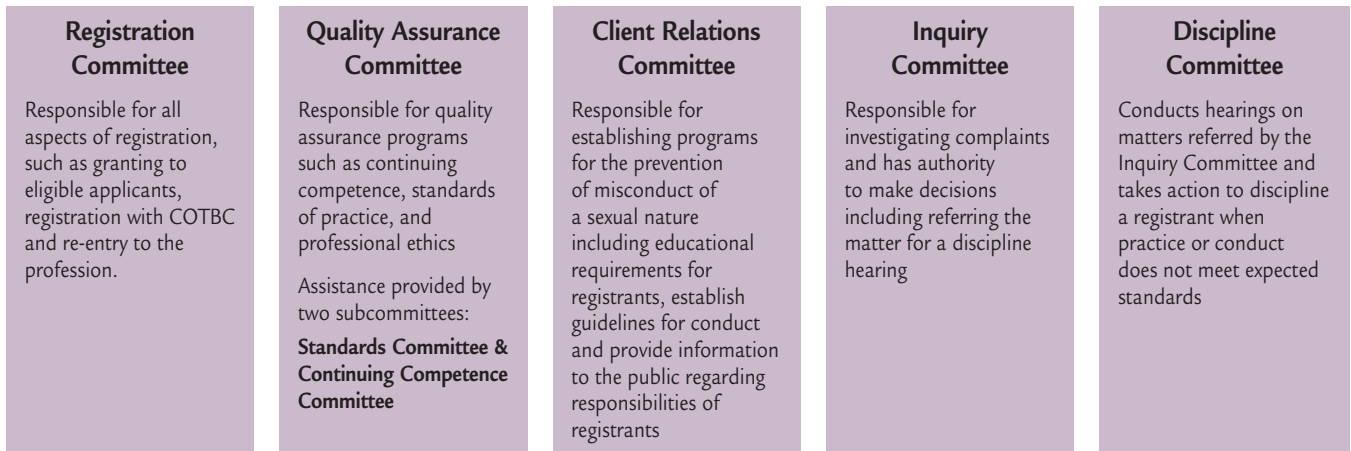 Registration
Committee
Responsible for all
aspects of registration,
such as granting to
eligible applicants,
registration with COTBC
and re-entry to the
profession.
Quality Assurance
Committee
Responsible for quality
assurance programs
such as continuing
competence, standards
of practice, and
professional ethics
Assistance provided by
two subcommittees:
Standards Committee &
Continuing Competence
Committee
Client Relations
Committee
Responsible for
establishing programs
for the prevention
of misconduct of
a sexual nature
including educational
requirements for
registrants, establish
guidelines for conduct
and provide information
to the public regarding
responsibilities of
registrants
Inquiry
Committee
Responsible for
investigating complaints
and has authority
to make decisions
including referring the
matter for a discipline
hearing
Discipline
Committee
Conducts hearings on
matters referred by the
Inquiry Committee and
takes action to discipline
a registrant when
practice or conduct
does not meet expected
standards